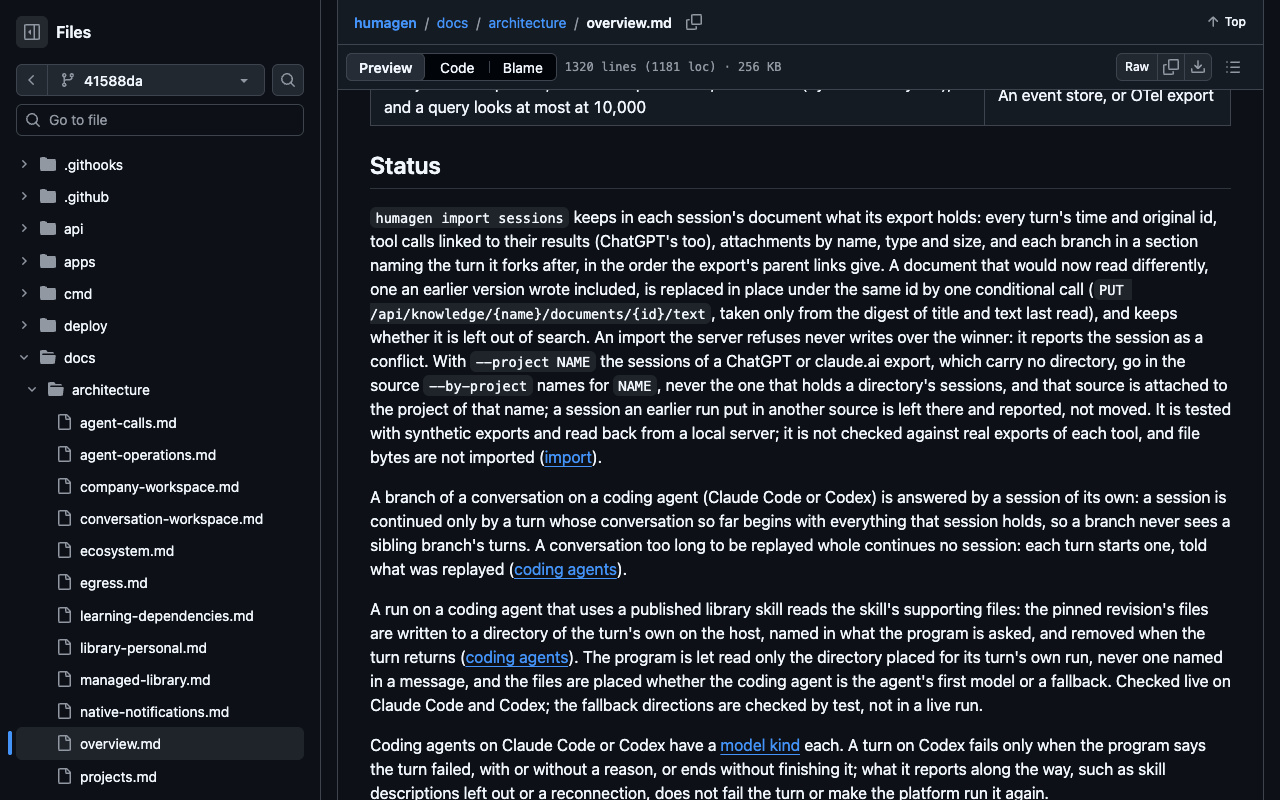 Files
humagen / docs / architecture / overview.md
Top
41588da
Preview Code Blame 1320 lines (1181 loc) · 256 KB
Raw
Go to file
.githooks
.github
api
apps
cmd
deploy
docs
architecture
agent-calls.md
agent-operations.md
company-workspace.md
conversation-workspace.md
ecosystem.md
egress.md
learning-dependencies.md
library-personal.md
managed-library.md
native-notifications.md
overview.md
projects.md
and a query looks at most at 10,000
An event store, or OTel export
Status
humagen import sessions keeps in each session's document what its export holds: every turn's time and original id,
tool calls linked to their results (ChatGPT's too), attachments by name, type and size, and each branch in a section
naming the turn it forks after, in the order the export's parent links give. A document that would now read differently,
one an earlier version wrote included, is replaced in place under the same id by one conditional call ( PUT
/api/knowledge/{name}/documents/{id}/text , taken only from the digest of title and text last read), and keeps
whether it is left out of search. An import the server refuses never writes over the winner: it reports the session as a
conflict. With --project NAME the sessions of a ChatGPT or claude.ai export, which carry no directory, go in the
source --by-project names for NAME , never the one that holds a directory's sessions, and that source is attached to
the project of that name; a session an earlier run put in another source is left there and reported, not moved. It is tested
with synthetic exports and read back from a local server; it is not checked against real exports of each tool, and file
bytes are not imported (import).
A branch of a conversation on a coding agent (Claude Code or Codex) is answered by a session of its own: a session is
continued only by a turn whose conversation so far begins with everything that session holds, so a branch never sees a
sibling branch's turns. A conversation too long to be replayed whole continues no session: each turn starts one, told
what was replayed (coding agents).
A run on a coding agent that uses a published library skill reads the skill's supporting files: the pinned revision's files
are written to a directory of the turn's own on the host, named in what the program is asked, and removed when the
turn returns (coding agents). The program is let read only the directory placed for its turn's own run, never one named
in a message, and the files are placed whether the coding agent is the agent's first model or a fallback. Checked live on
Claude Code and Codex; the fallback directions are checked by test, not in a live run.
Coding agents on Claude Code or Codex have a model kind each. A turn on Codex fails only when the program says
the turn failed, with or without a reason, or ends without finishing it; what it reports along the way, such as skill
descriptions left out or a reconnection, does not fail the turn or make the platform run it again.